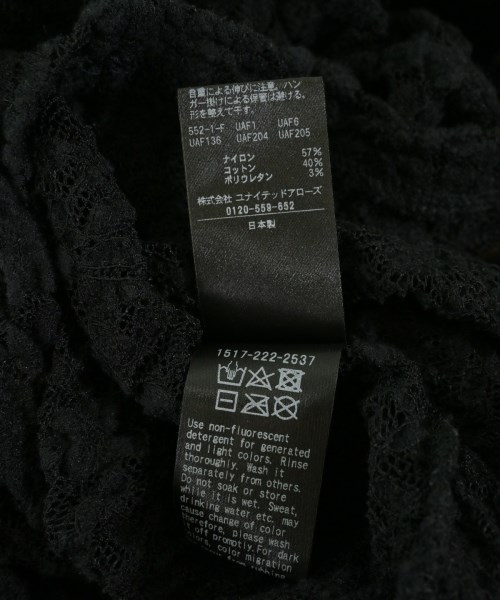 自重による伸びに注意。ハン
ガー掛けによる保管は避ける。
形を整えて干す。
552-1-F UAF1 UAF6
UAF136 UAF204 UAF205
ナイロン 57%
コットン 40%
ポリウレタン 3%
株式会社 ユナイテッドアローズ
0120-559-652
日本製
1517-222-2537
Use non-fluorescent
detergent for generated
and light colors. Rinse
thoroughly. Wash it
separately from others.
Do not soak or store
while it is wet. Sweat,
drinking water etc. may
cause change of color
therefore, please wash
it off promptly. For dark
colors, color migration